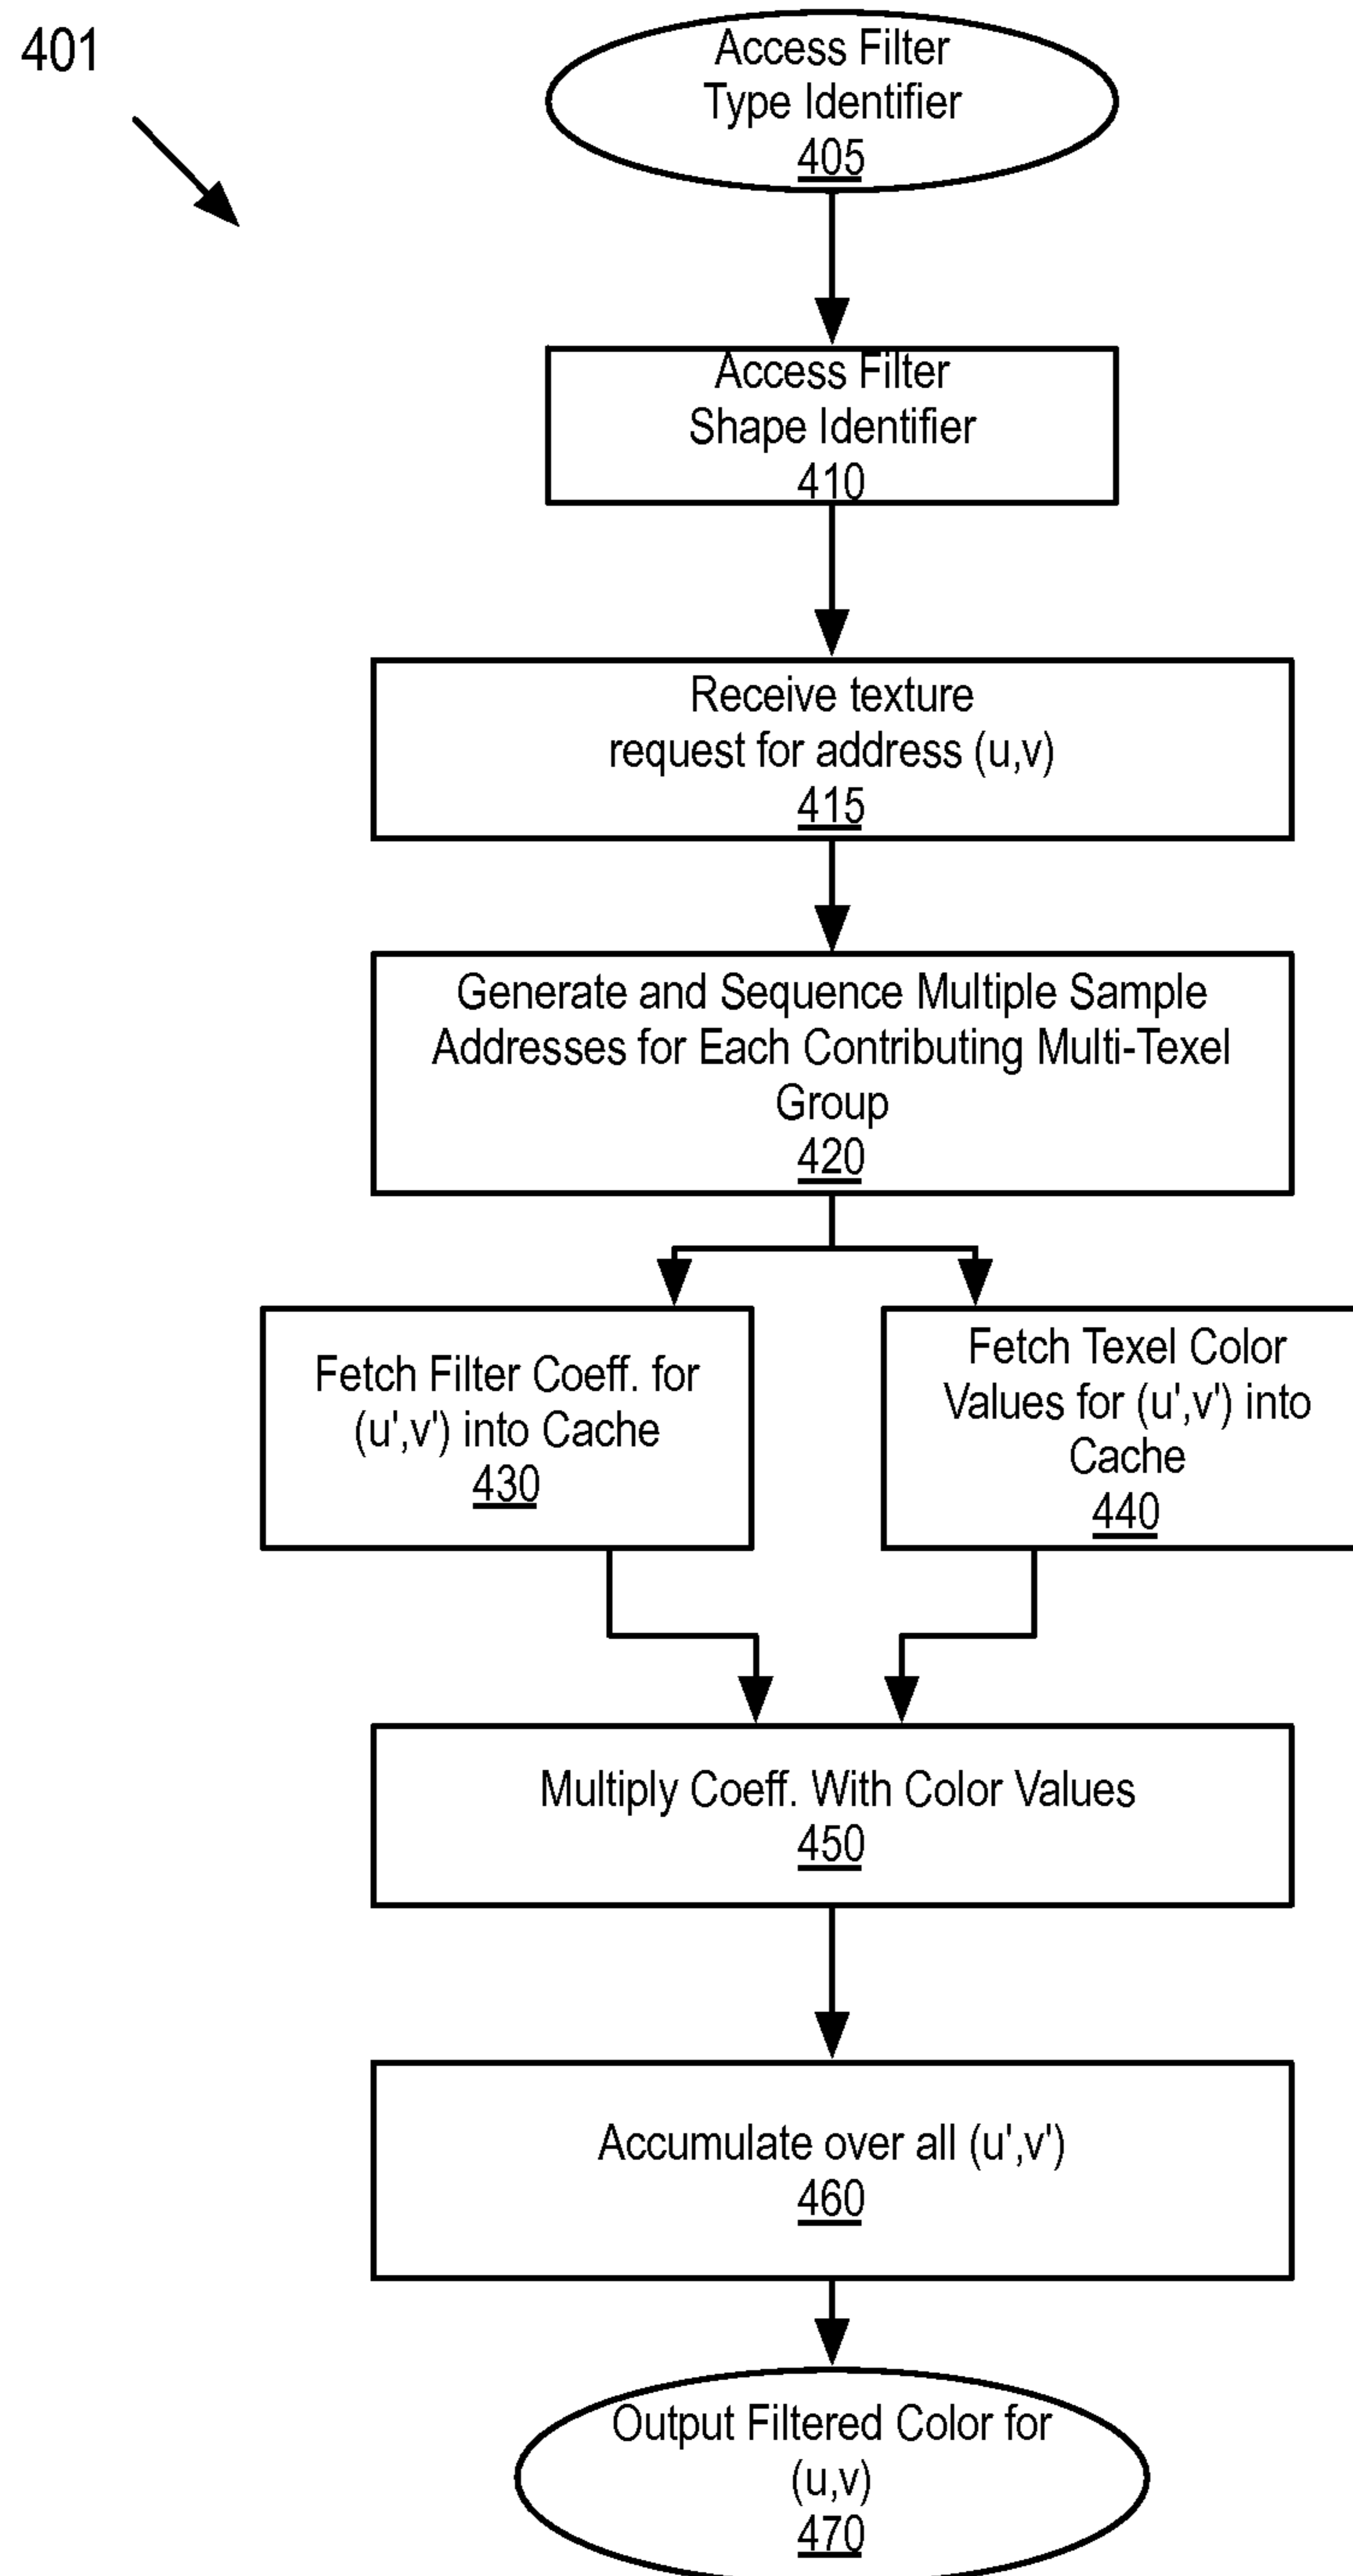 401
Access Filter
Type Identifier
405
Access Filter
Shape Identifier
410
Receive texture
request for address (u,v)
415
Generate and Sequence Multiple Sample
Addresses for Each Contributing Multi-Texel
Group
420
Fetch Filter Coeff. for
(u',v') into Cache
430
Fetch Texel Color
Values for (u',v') into
Cache
440
Multiply Coeff. With Color Values
450
Accumulate over all (u',v')
460
Output Filtered Color for
(u,v)
470